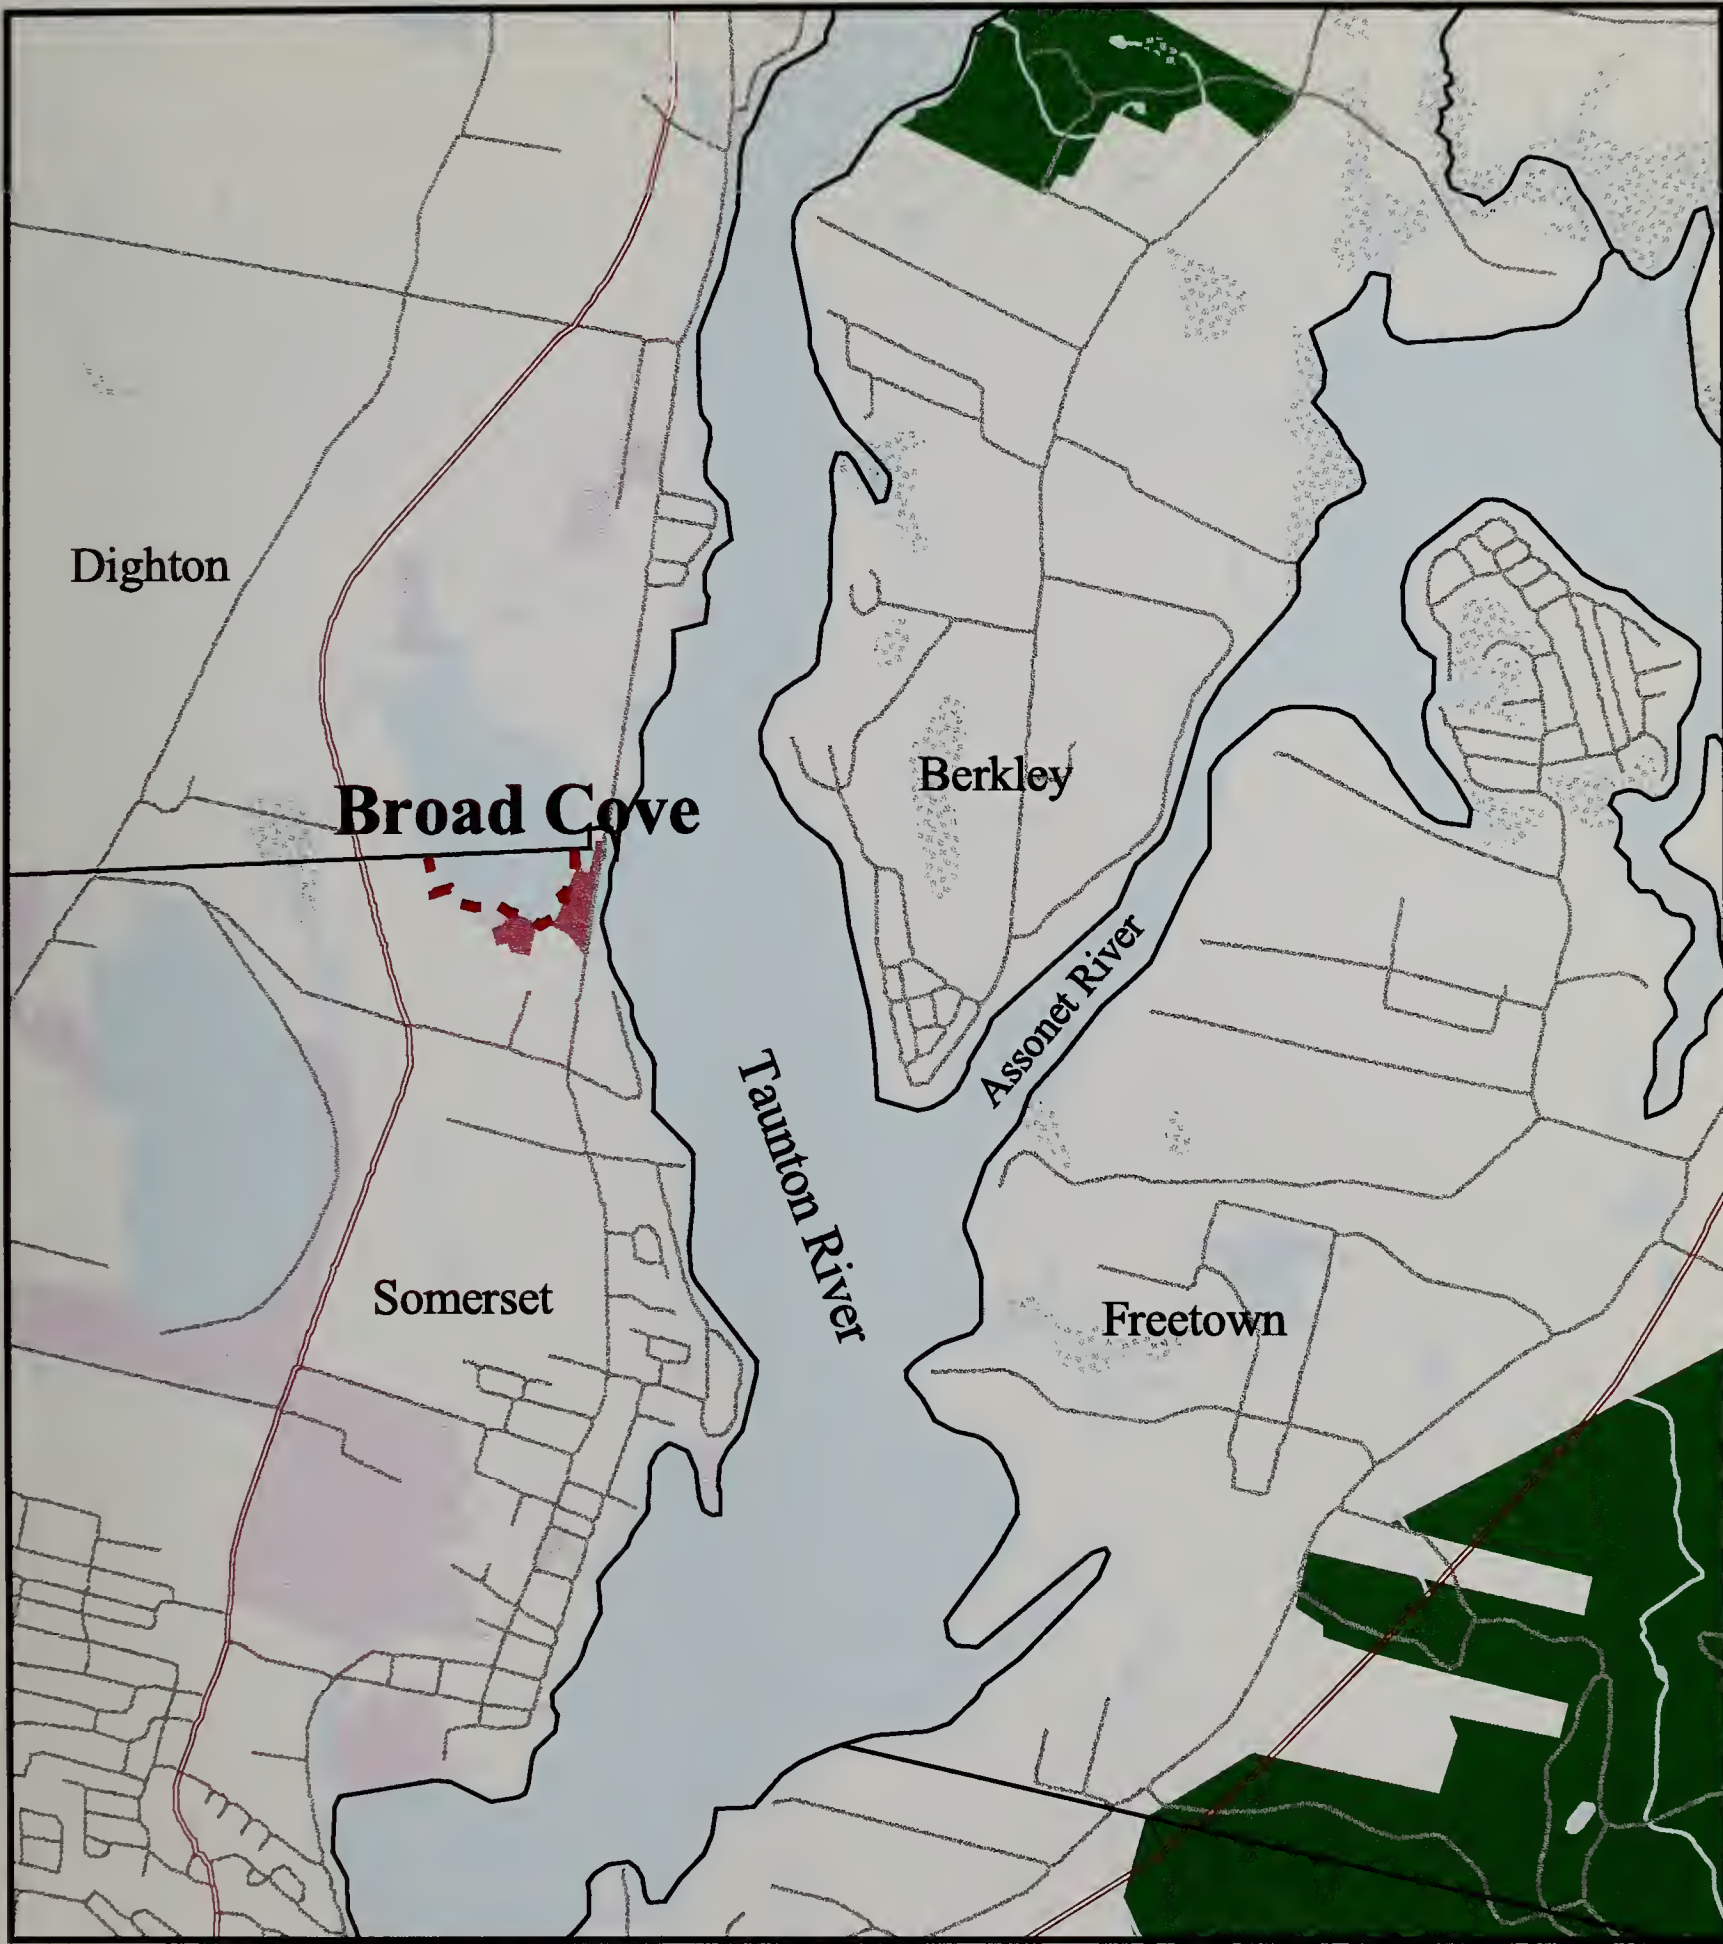 Dighton
Broad Cove
Berkley
Assonet River
Taunton River
Somerset
Freetown